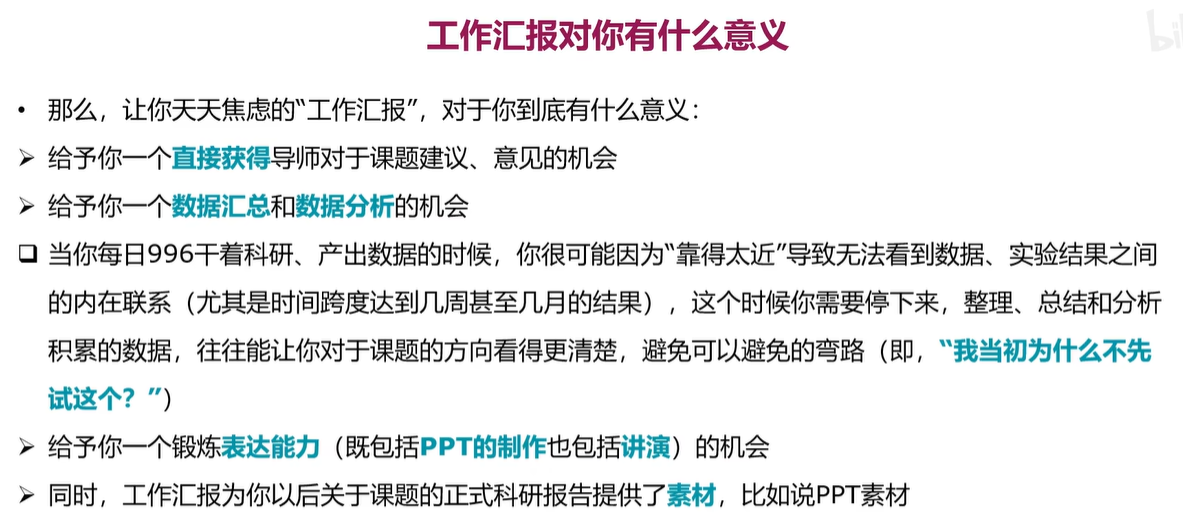 工作汇报对你有什么意义
• 那么，让你天天焦虑的“工作汇报”，对于你到底有什么意义：
➢ 给予你一个直接获得导师对于课题建议、意见的机会
➢ 给予你一个数据汇总和数据分析的机会
❑ 当你每日996干着科研、产出数据的时候，你很可能因为“靠得太近”导致无法看到数据、实验结果之间
的内在联系（尤其是时间跨度达到几周甚至几月的结果），这个时候你需要停下来，整理、总结和分析
积累的数据，往往能让你对于课题的方向看得更清楚，避免可以避免的弯路（即，“我当初为什么不先
试这个？”）
➢ 给予你一个锻炼表达能力（既包括PPT的制作也包括讲演）的机会
➢ 同时，工作汇报为你以后关于课题的正式科研报告提供了素材，比如说PPT素材